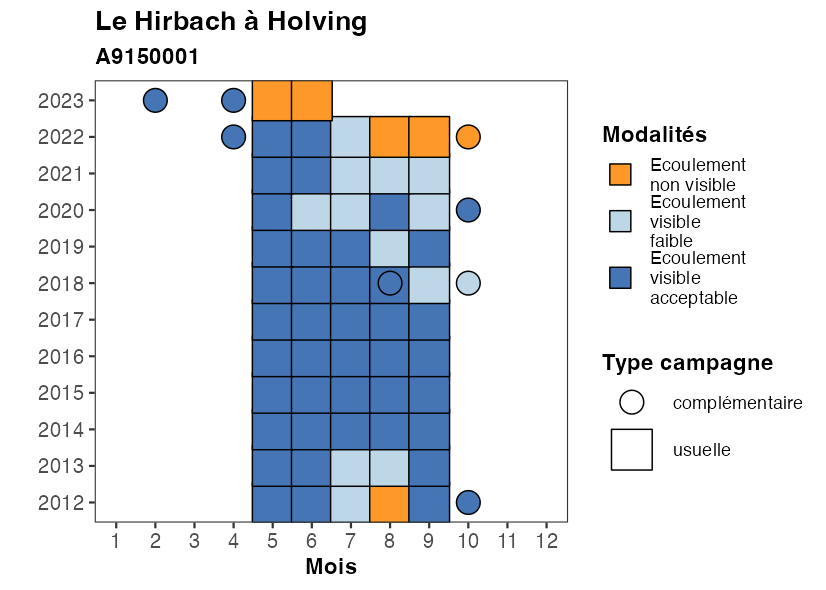 Le Hirbach à Holving
A9150001
2023
2022
2021
2020
2019
2018
2017
2016
2015
2014
2013
2012
1 2 3 4 5 6 7 8 9 10 11 12
Mois
Modalités
Ecoulement
non visible
Ecoulement
visible
faible
Ecoulement
visible
acceptable
Type campagne
complémentaire
usuelle